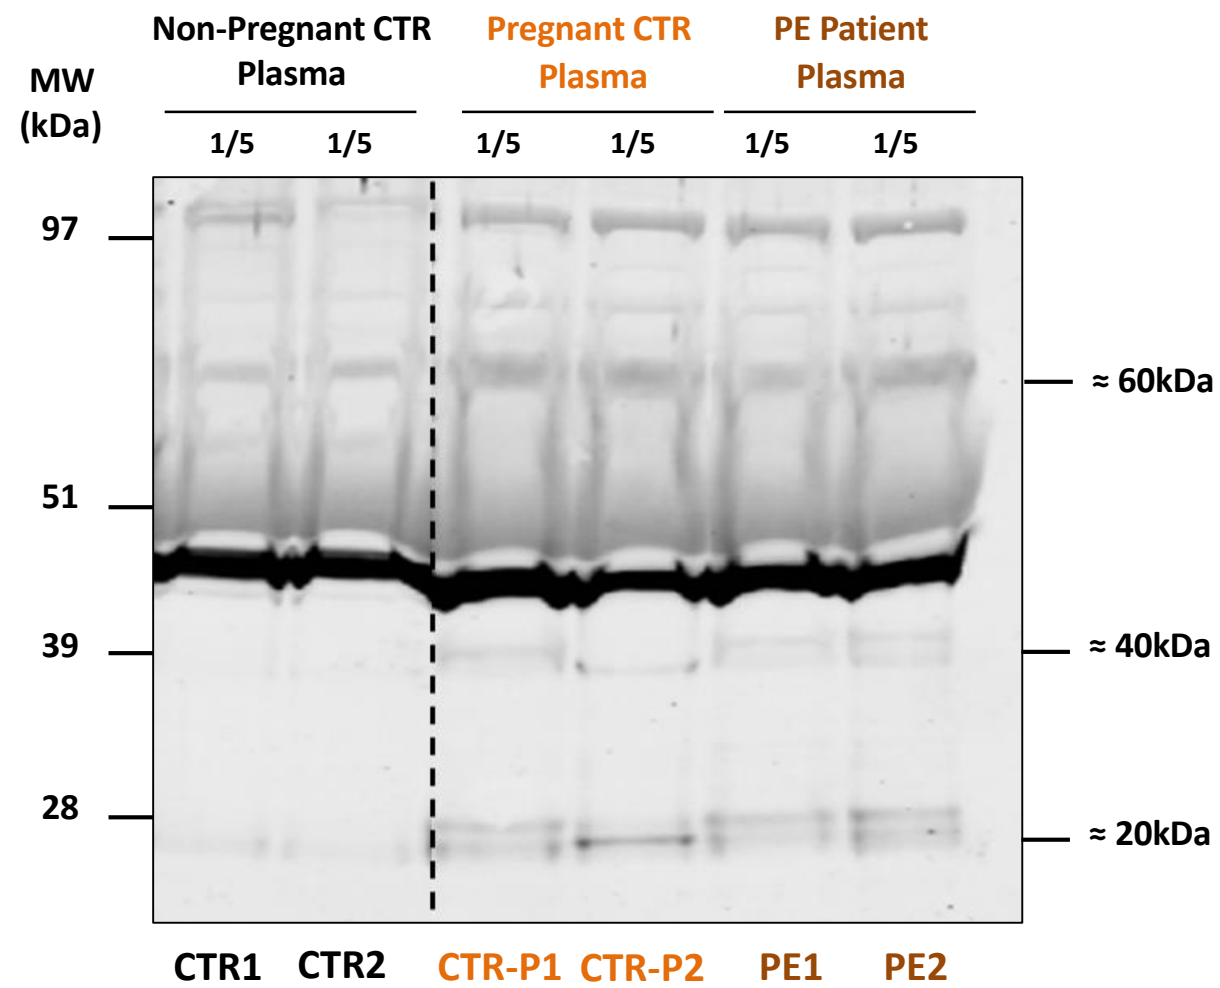 Non-Pregnant CTR
Plasma
Pregnant CTR
Plasma
PE Patient
Plasma
MW
(kDa)
1/5 1/5 1/5 1/5 1/5 1/5
97
≈ 60kDa
51
39
≈ 40kDa
28
≈ 20kDa
CTR1 CTR2 CTR-P1 CTR-P2 PE1 PE2